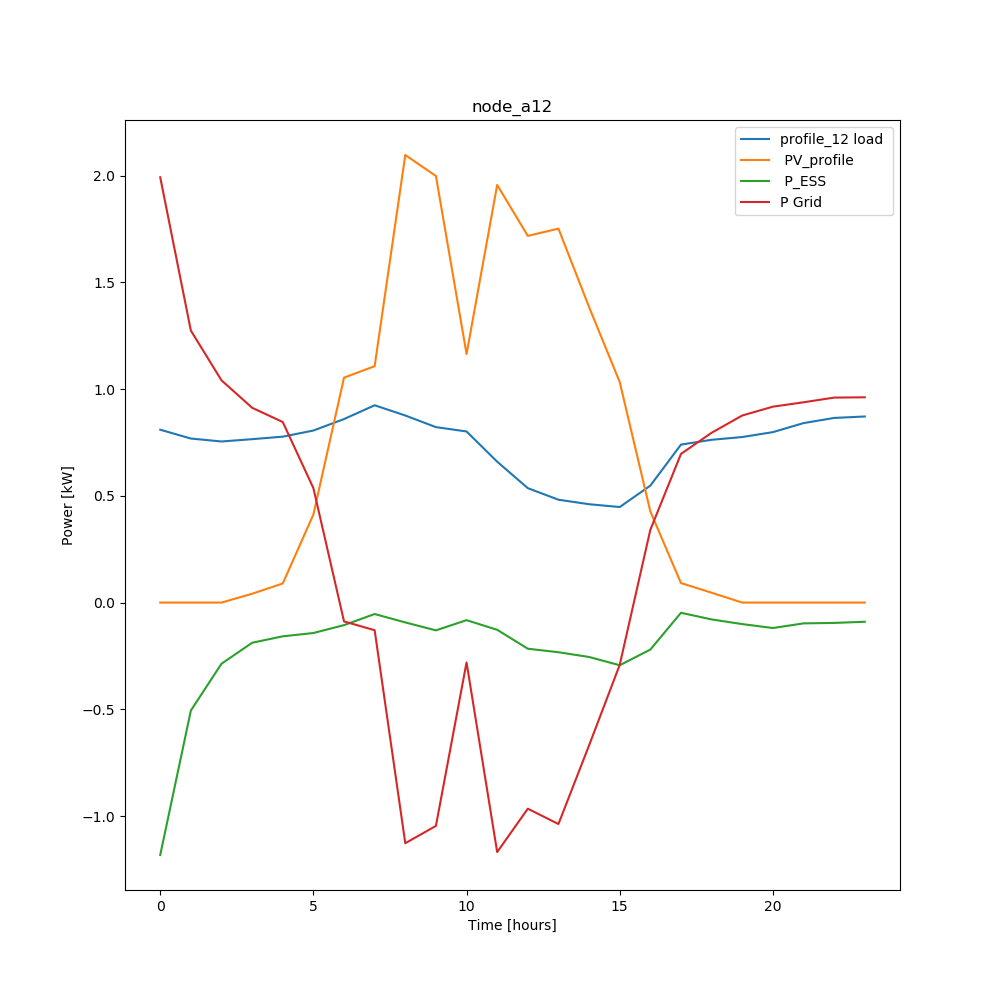 node_a12
profile_12 load
PV_profile
P_ESS
P Grid
2.0
1.5
1.0
0.5
0.0
−0.5
−1.0
Power [kW]
0 5 10 15 20
Time [hours]